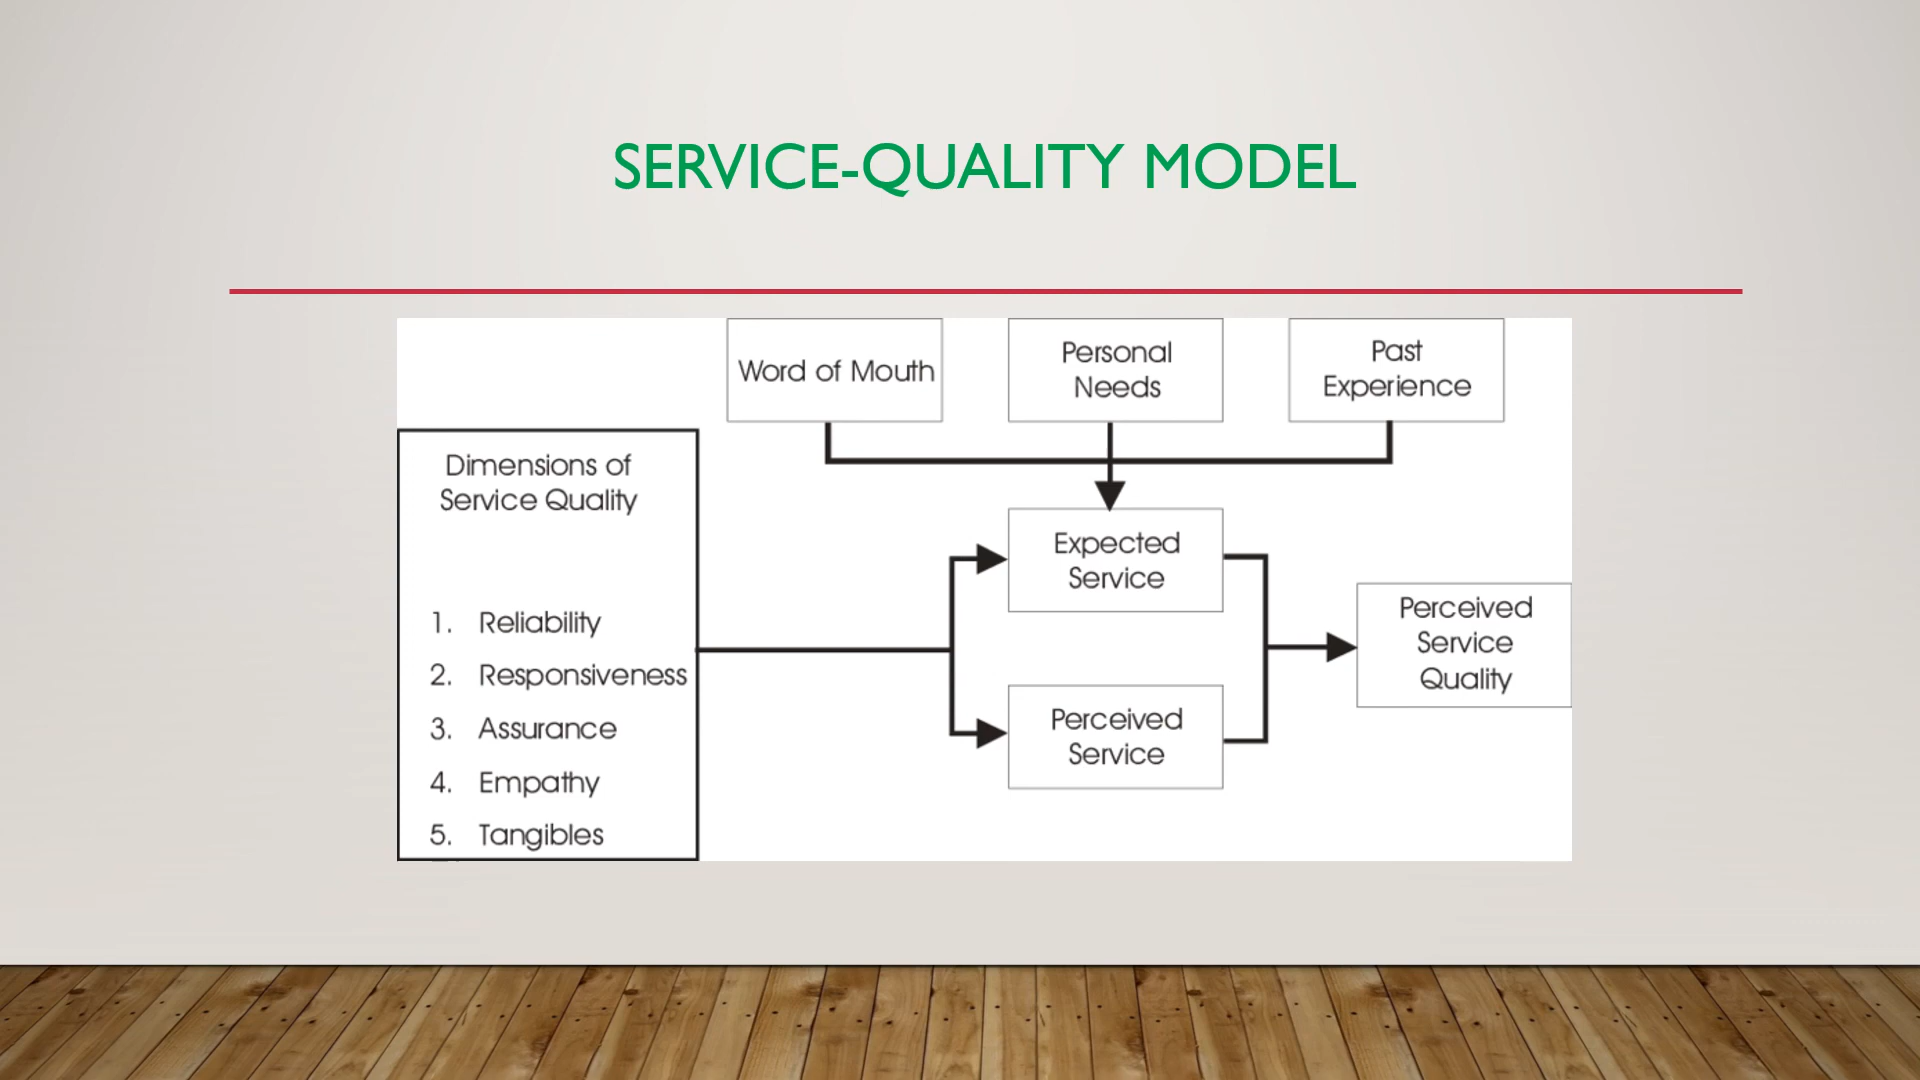 SERVICE-QUALITY MODEL
Word of Mouth
Personal
Needs
Past
Experience
Dimensions of
Service Quality
1. Reliability
2. Responsiveness
3. Assurance
4. Empathy
5. Tangibles
Expected
Service
Perceived
Service
Perceived
Service
Quality